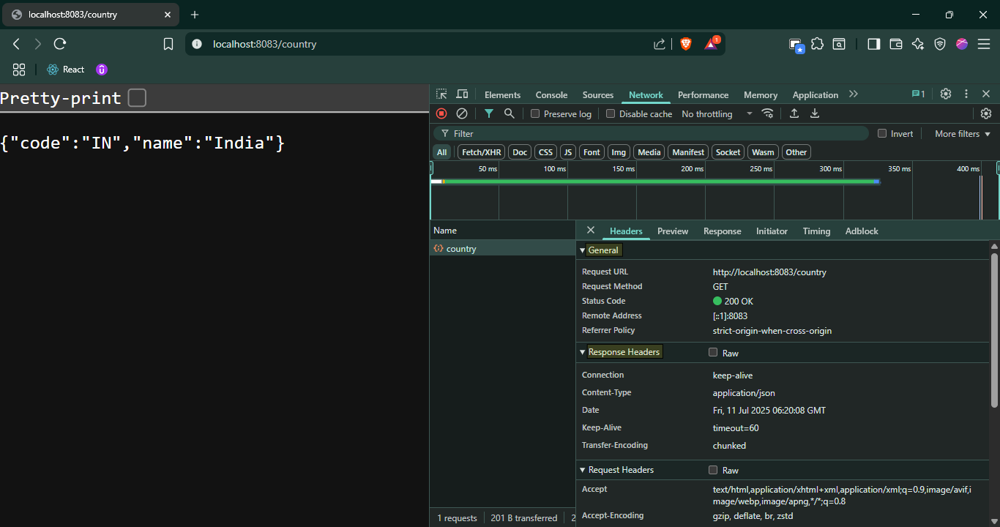 localhost:8083/country
localhost:8083/country
1
React
Pretty-print
{"code":"IN","name":"India"}
Elements Console Sources Network Performance Memory Application 1
Preserve log Disable cache No throttling
Filter Invert More filters
All Fetch/XHR Doc CSS JS Font Img Media Manifest Socket Wasm Other
50 ms 100 ms 150 ms 200 ms 250 ms 300 ms 350 ms 400 ms
Name
country
1 requests 201 B transferred 2
Headers Preview Response Initiator Timing Adblock
General
Request URL http://localhost:8083/country
Request Method GET
Status Code 200 OK
Remote Address [::1]:8083
Referrer Policy strict-origin-when-cross-origin
Response Headers Raw
Connection keep-alive
Content-Type application/json
Date Fri, 11 Jul 2025 06:20:08 GMT
Keep-Alive timeout=60
Transfer-Encoding chunked
Request Headers Raw
Accept text/html,application/xhtml+xml,application/xml;q=0.9,image/avif,i
mage/webp,image/apng,*/*;q=0.8
Accept-Encoding gzip, deflate, br, zstd